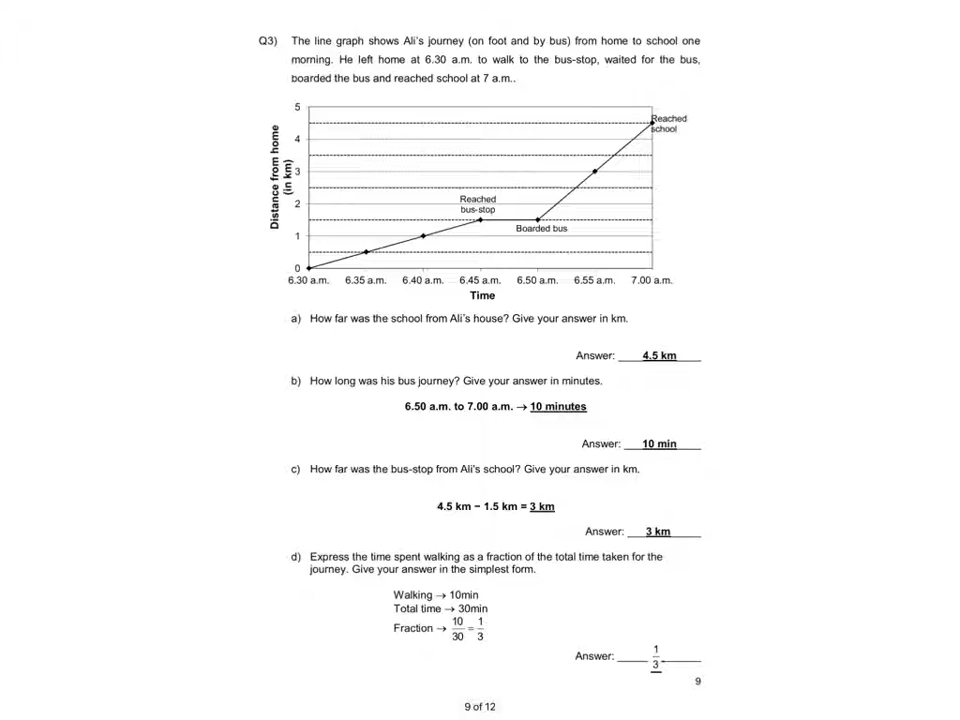 Q3) The line graph shows Ali's journey (on foot and by bus) from home to school one
morning. He left home at 6.30 a.m. to walk to the bus-stop, waited for the bus,
boarded the bus and reached school at 7 a.m..
Distance from home
(in km)
5
4
3
2
1
0
Reached
school
Reached
bus-stop
Boarded bus
6.30 a.m. 6.35 a.m. 6.40 a.m. 6.45 a.m. 6.50 a.m. 6.55 a.m. 7.00 a.m.
Time
a) How far was the school from Ali's house? Give your answer in km.
Answer: 4.5 km
b) How long was his bus journey? Give your answer in minutes.
6.50 a.m. to 7.00 a.m. → 10 minutes
Answer: 10 min
c) How far was the bus-stop from Ali's school? Give your answer in km.
4.5 km − 1.5 km = 3 km
Answer: 3 km
d) Express the time spent walking as a fraction of the total time taken for the
journey. Give your answer in the simplest form.
Walking → 10min
Total time → 30min
Fraction → 10/30 = 1/3
Answer: 1/3
9
9 of 12